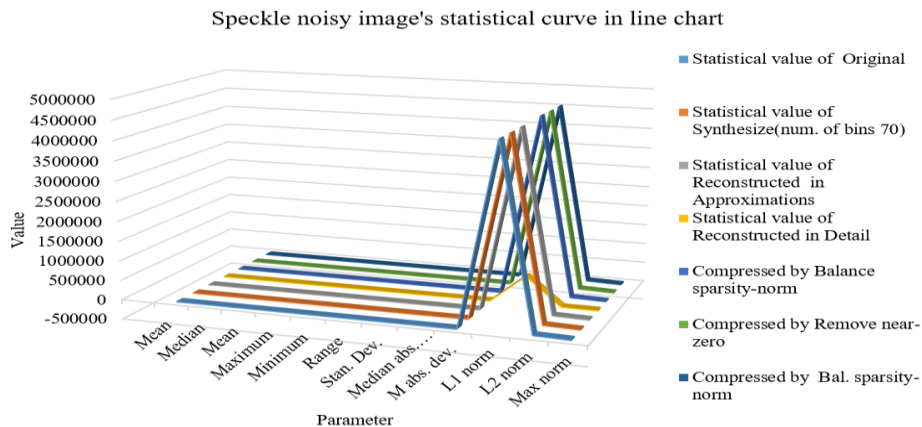 Speckle noisy image's statistical curve in line chart
5000000
4500000
4000000
3500000
3000000
2500000
2000000
1500000
1000000
500000
0
-500000
Value
Mean
Median
Mean
Maximum
Minimum
Range
Stan. Dev.
Median abs.…
M abs. dev.
L1 norm
L2 norm
Max norm
Parameter
Statistical value of Original
Statistical value of
Synthesize(num. of bins 70)
Statistical value of
Reconstructed in
Approximations
Statistical value of
Reconstructed in Detail
Compressed by Balance
sparsity-norm
Compressed by Remove near-
zero
Compressed by Bal. sparsity-
norm